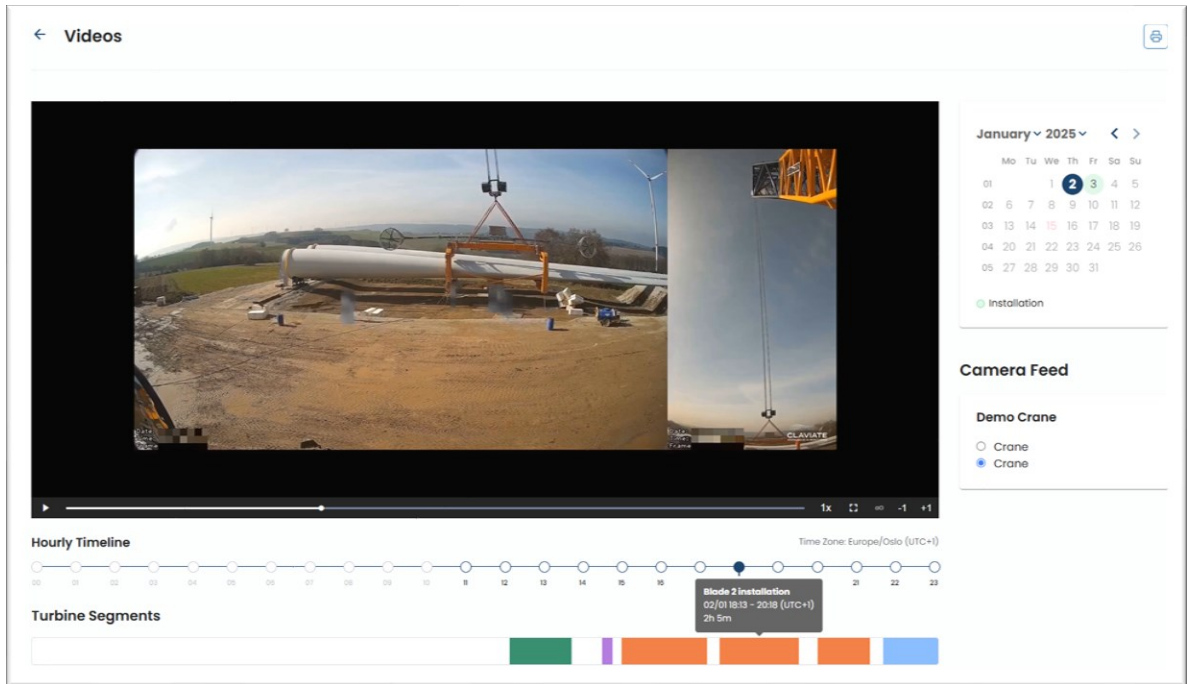 Videos
January 2025
Mo Tu We Th Fr Sa Su
01 1 2 3 4 5
02 6 7 8 9 10 11 12
03 13 14 15 16 17 18 19
04 20 21 22 23 24 25 26
05 27 28 29 30 31
Installation
Camera Feed
Demo Crane
Crane
Crane
CLAVIATE
1x -1 +1
Hourly Timeline
Time Zone: Europe/Oslo (UTC+1)
00 01 02 03 04 05 06 07 08 09 10 11 12 13 14 15 16 21 22 23
Blade 2 installation
02/01 18:13 - 20:18 (UTC+1)
2h 5m
Turbine Segments